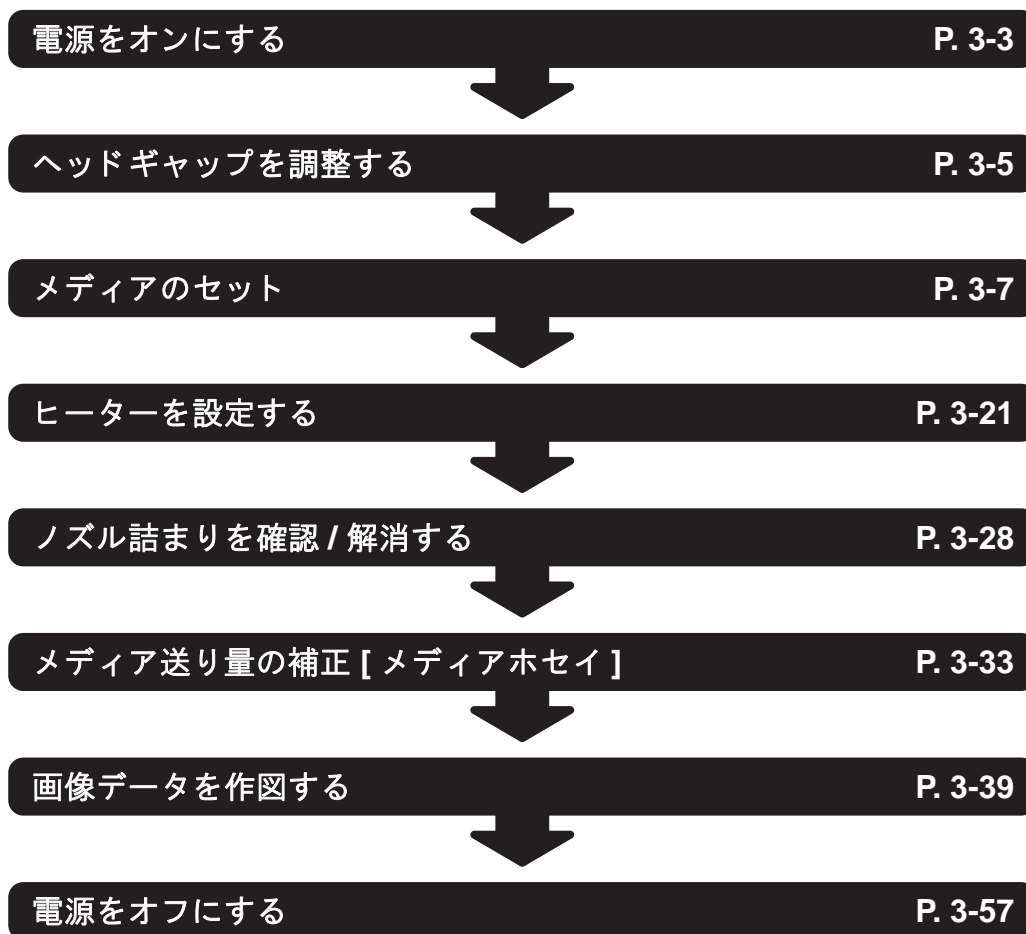 電源をオンにする P. 3-3
ヘッドギャップを調整する P. 3-5
メディアのセット P. 3-7
ヒーターを設定する P. 3-21
ノズル詰まりを確認 / 解消する P. 3-28
メディア送り量の補正 [ メディアホセイ ] P. 3-33
画像データを作図する P. 3-39
電源をオフにする P. 3-57